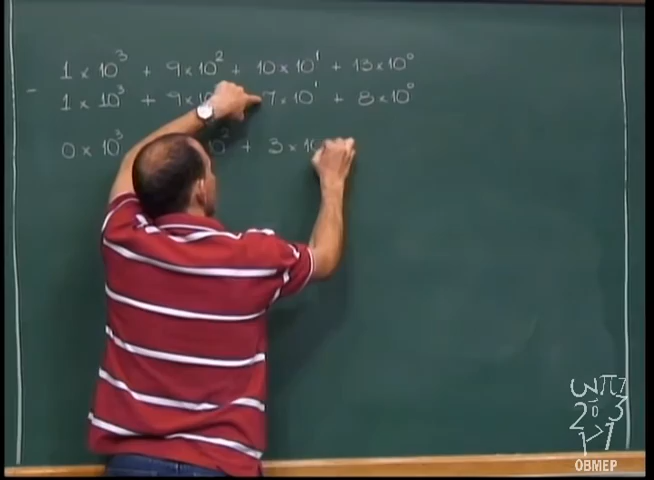 1 × 10³ + 9 × 10² + 10 × 10¹ + 13 × 10⁰
- 1 × 10³ + 9 × 10 7 × 10¹ + 8 × 10⁰
0 × 10³ 10² + 3 × 10
OBMEP